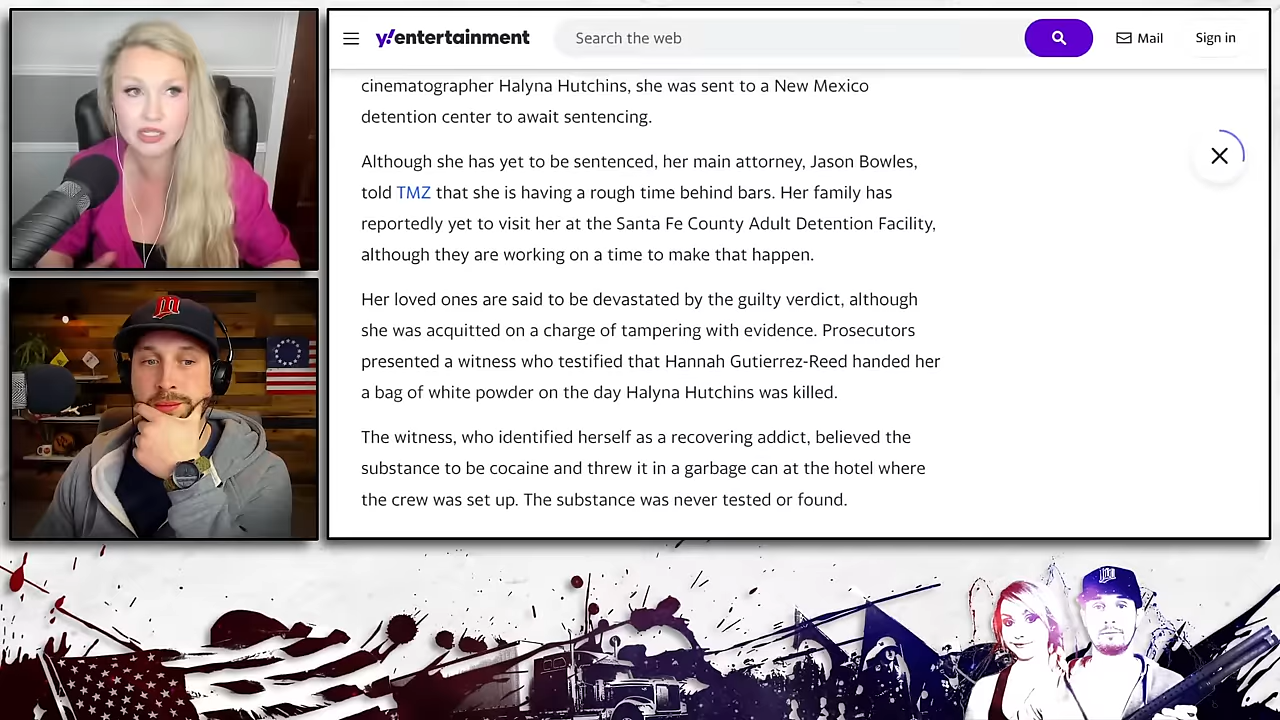 y!entertainment
Search the web
Mail
Sign in
cinematographer Halyna Hutchins, she was sent to a New Mexico
detention center to await sentencing.
Although she has yet to be sentenced, her main attorney, Jason Bowles,
told TMZ that she is having a rough time behind bars. Her family has
reportedly yet to visit her at the Santa Fe County Adult Detention Facility,
although they are working on a time to make that happen.
Her loved ones are said to be devastated by the guilty verdict, although
she was acquitted on a charge of tampering with evidence. Prosecutors
presented a witness who testified that Hannah Gutierrez-Reed handed her
a bag of white powder on the day Halyna Hutchins was killed.
The witness, who identified herself as a recovering addict, believed the
substance to be cocaine and threw it in a garbage can at the hotel where
the crew was set up. The substance was never tested or found.